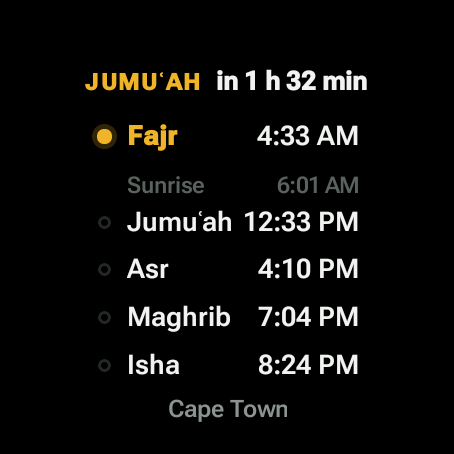 JUMUʿAH in 1 h 32 min
Fajr 4:33 AM
Sunrise 6:01 AM
Jumuʿah 12:33 PM
Asr 4:10 PM
Maghrib 7:04 PM
Isha 8:24 PM
Cape Town